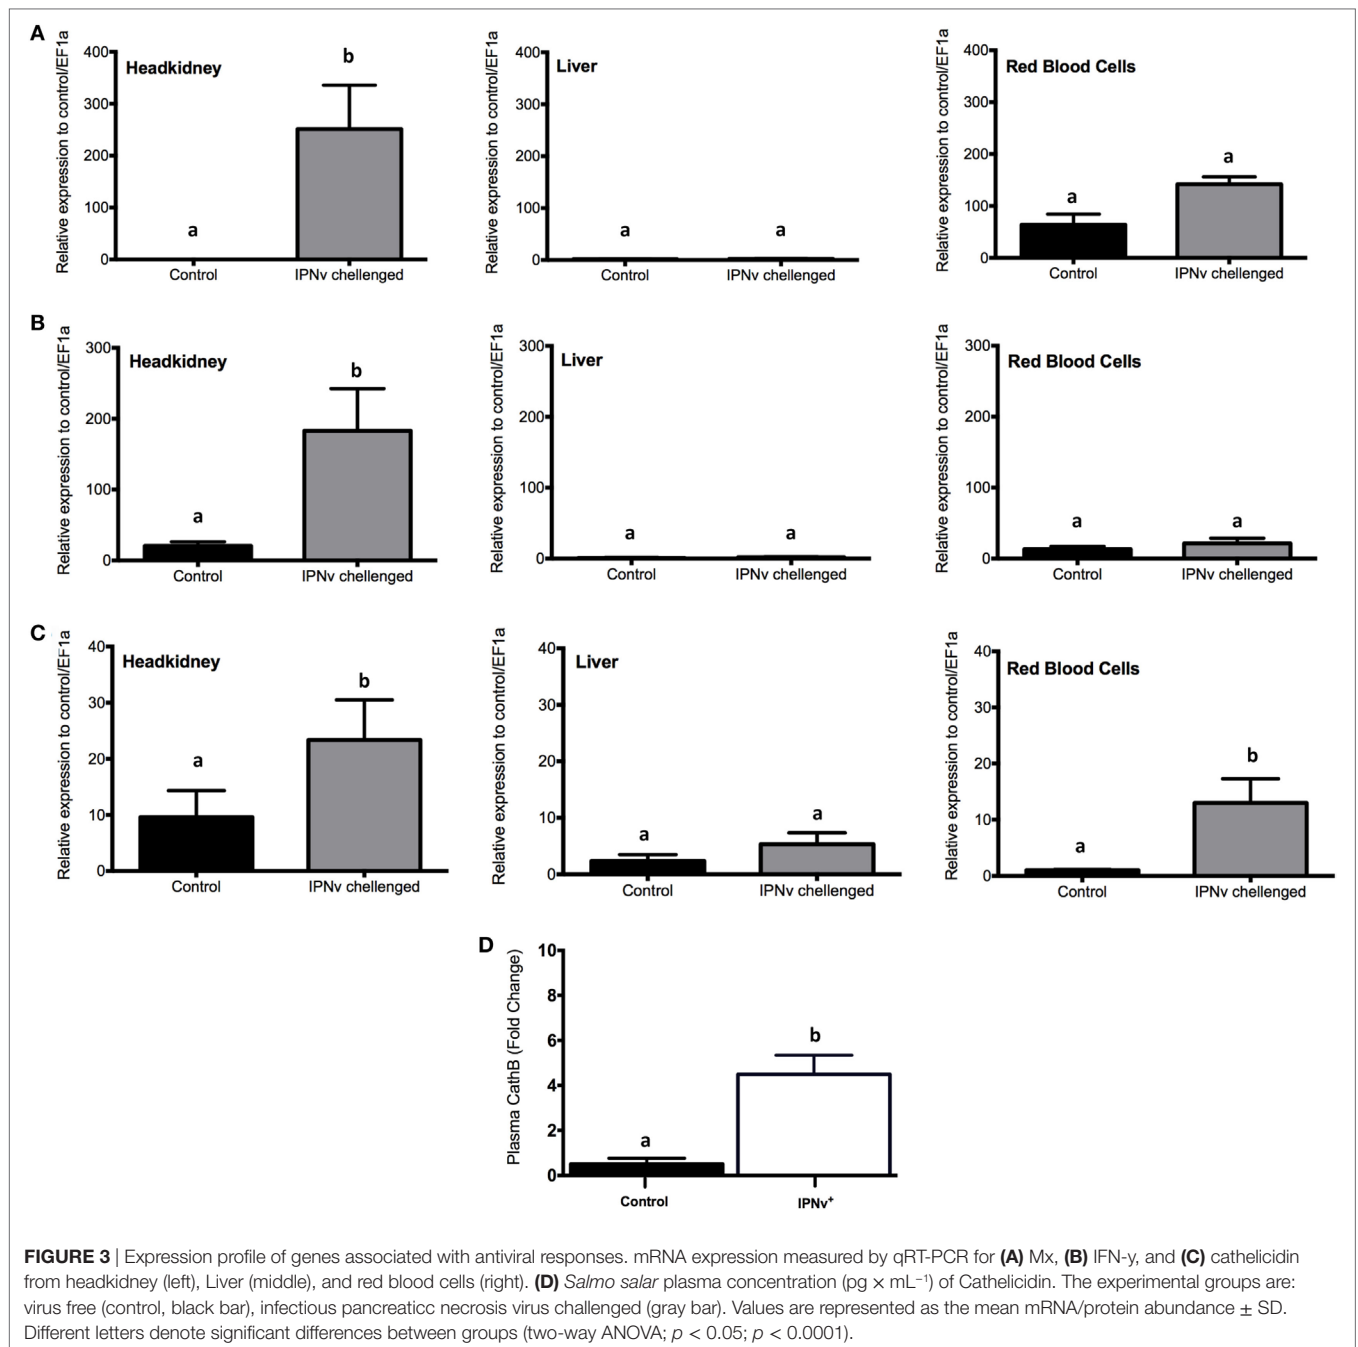 A
Relative expression to control/EF1a
400
300
200
100
0
Headkidney
a
b
Control
IPNv chellenged
Relative expression to control/EF1a
400
300
200
100
0
Liver
a
a
Control
IPNv chellenged
Relative expression to control/EF1a
400
300
200
100
0
Red Blood Cells
a
a
Control
IPNv chellenged
B
Relative expression to control/EF1a
300
200
100
0
Headkidney
a
b
Control
IPNv chellenged
Relative expression to control/EF1a
300
200
100
0
Liver
a
a
Control
IPNv chellenged
Relative expression to control/EF1a
300
200
100
0
Red Blood Cells
a
a
Control
IPNv chellenged
C
Relative expression to control/EF1a
40
30
20
10
0
Headkidney
a
b
Control
IPNv chellenged
Relative expression to control/EF1a
40
30
20
10
0
Liver
a
a
Control
IPNv chellenged
Relative expression to control/EF1a
40
30
20
10
0
Red Blood Cells
a
b
Control
IPNv chellenged
D
Plasma CathB (Fold Change)
10
8
6
4
2
0
a
b
Control
IPNv⁺
FIGURE 3 | Expression profile of genes associated with antiviral responses. mRNA expression measured by qRT-PCR for (A) Mx, (B) IFN-y, and (C) cathelicidin
from headkidney (left), Liver (middle), and red blood cells (right). (D) Salmo salar plasma concentration (pg × mL⁻¹) of Cathelicidin. The experimental groups are:
virus free (control, black bar), infectious pancreaticc necrosis virus challenged (gray bar). Values are represented as the mean mRNA/protein abundance ± SD.
Different letters denote significant differences between groups (two-way ANOVA; p < 0.05; p < 0.0001).